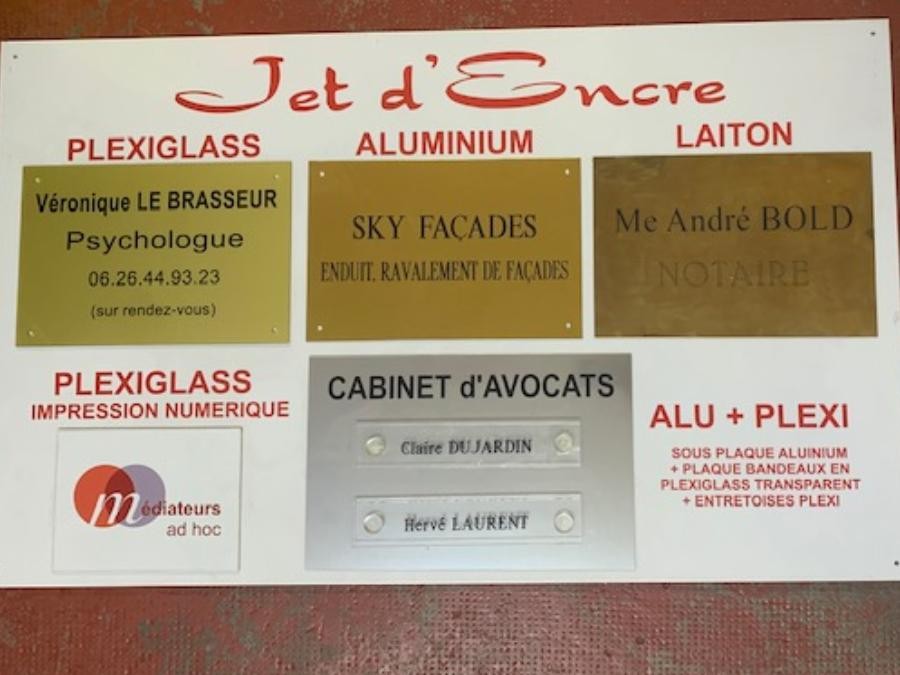 Jet d'Encre
PLEXIGLASS
Véronique LE BRASSEUR
Psychologue
06.26.44.93.23
(sur rendez-vous)
ALUMINIUM
SKY FAÇADES
ENDUIT, RAVALEMENT DE FAÇADES
LAITON
Me André BOLD
NOTAIRE
PLEXIGLASS
IMPRESSION NUMERIQUE
médiateurs
ad hoc
CABINET d'AVOCATS
Claire DUJARDIN
Hervé LAURENT
ALU + PLEXI
SOUS PLAQUE ALUINIUM
+ PLAQUE BANDEAUX EN
PLEXIGLASS TRANSPARENT
+ ENTRETOISES PLEXI